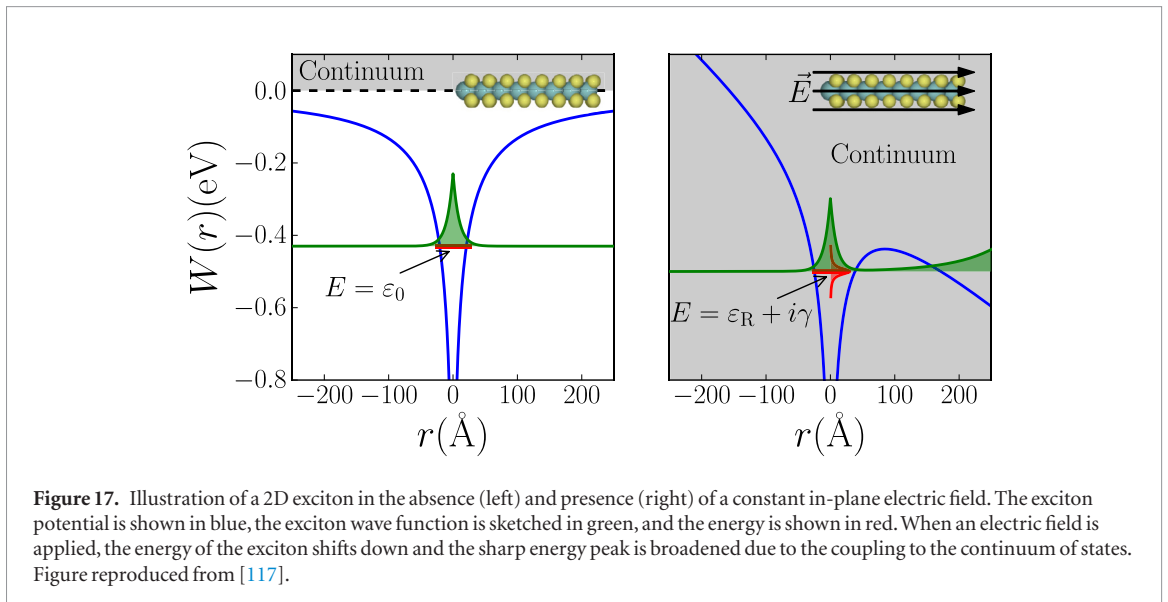 Continuum
0.0
−0.2
−0.4
−0.6
−0.8
W(r)(eV)
E = ε₀
−200 −100 0 100 200
r(Å)
E⃗
Continuum
E = ε_R + iγ
−200 −100 0 100 200
r(Å)
Figure 17. Illustration of a 2D exciton in the absence (left) and presence (right) of a constant in-plane electric field. The exciton
potential is shown in blue, the exciton wave function is sketched in green, and the energy is shown in red. When an electric field is
applied, the energy of the exciton shifts down and the sharp energy peak is broadened due to the coupling to the continuum of states.
Figure reproduced from [117].